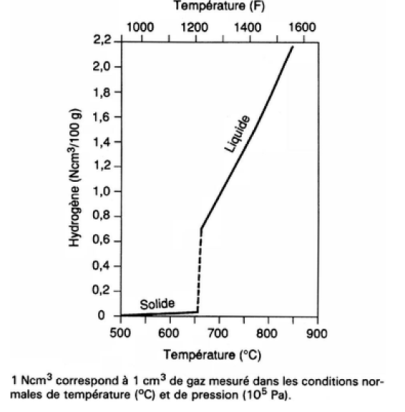 Température (F)
1000 1200 1400 1600
2,2
2,0
1,8
1,6
1,4
1,2
1,0
0,8
0,6
0,4
0,2
0
Hydrogène (Ncm³/100 g)
Liquide
Solide
500 600 700 800 900
Température (°C)
1 Ncm³ correspond à 1 cm³ de gaz mesuré dans les conditions nor-
males de température (°C) et de pression (10⁵ Pa).